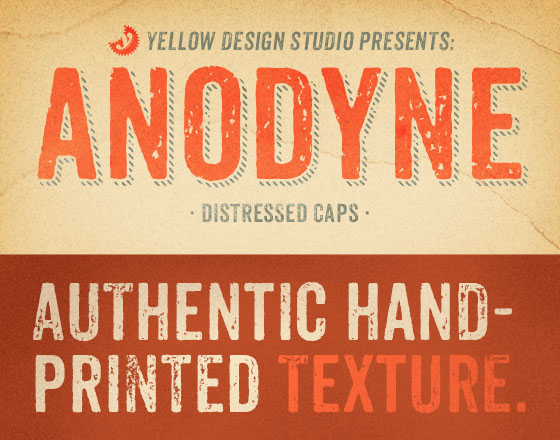 YELLOW DESIGN STUDIO PRESENTS:
ANODYNE
· DISTRESSED CAPS ·
AUTHENTIC HAND-
PRINTED TEXTURE.